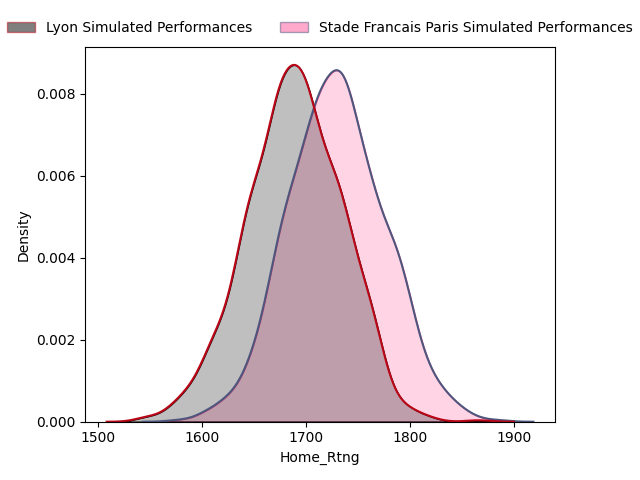 Lyon Simulated Performances
Stade Francais Paris Simulated Performances
Density
0.008
0.006
0.004
0.002
0.000
1500
1600
1700
1800
1900
Home_Rtng